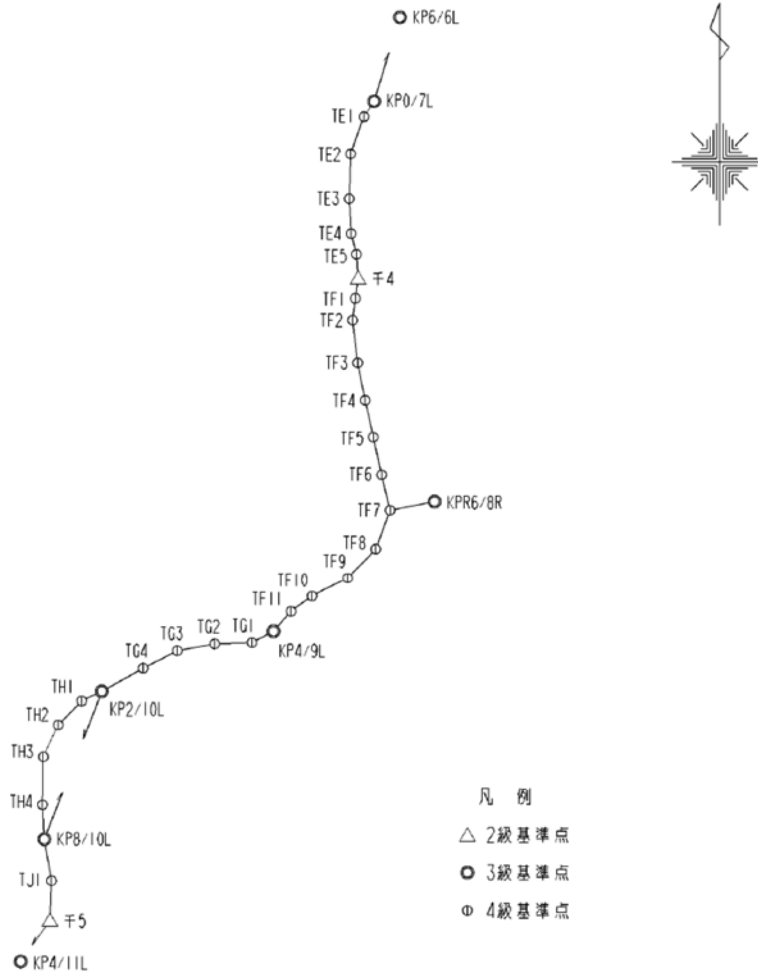 KP6/6L
KP0/7L
TE1
TE2
TE3
TE4
TE5
千4
TF1
TF2
TF3
TF4
TF5
TF6
TF7
KPR6/8R
TF8
TF9
TF10
TF11
KP4/9L
TG1
TG2
TG3
TG4
KP2/10L
TH1
TH2
TH3
TH4
KP8/10L
TJ1
千5
KP4/11L
凡 例
2級基準点
3級基準点
4級基準点